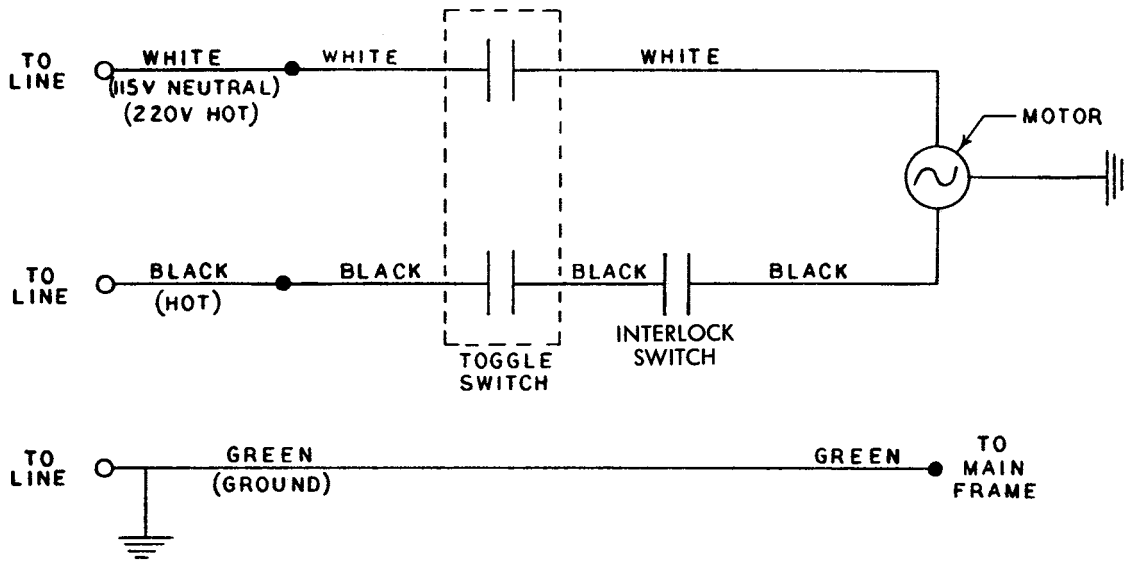 TO
LINE
WHITE
(115V NEUTRAL)
(220V HOT)
WHITE
WHITE
MOTOR
TO
LINE
BLACK
(HOT)
BLACK
BLACK
BLACK
INTERLOCK
SWITCH
TOGGLE
SWITCH
TO
LINE
GREEN
(GROUND)
GREEN
TO
MAIN
FRAME